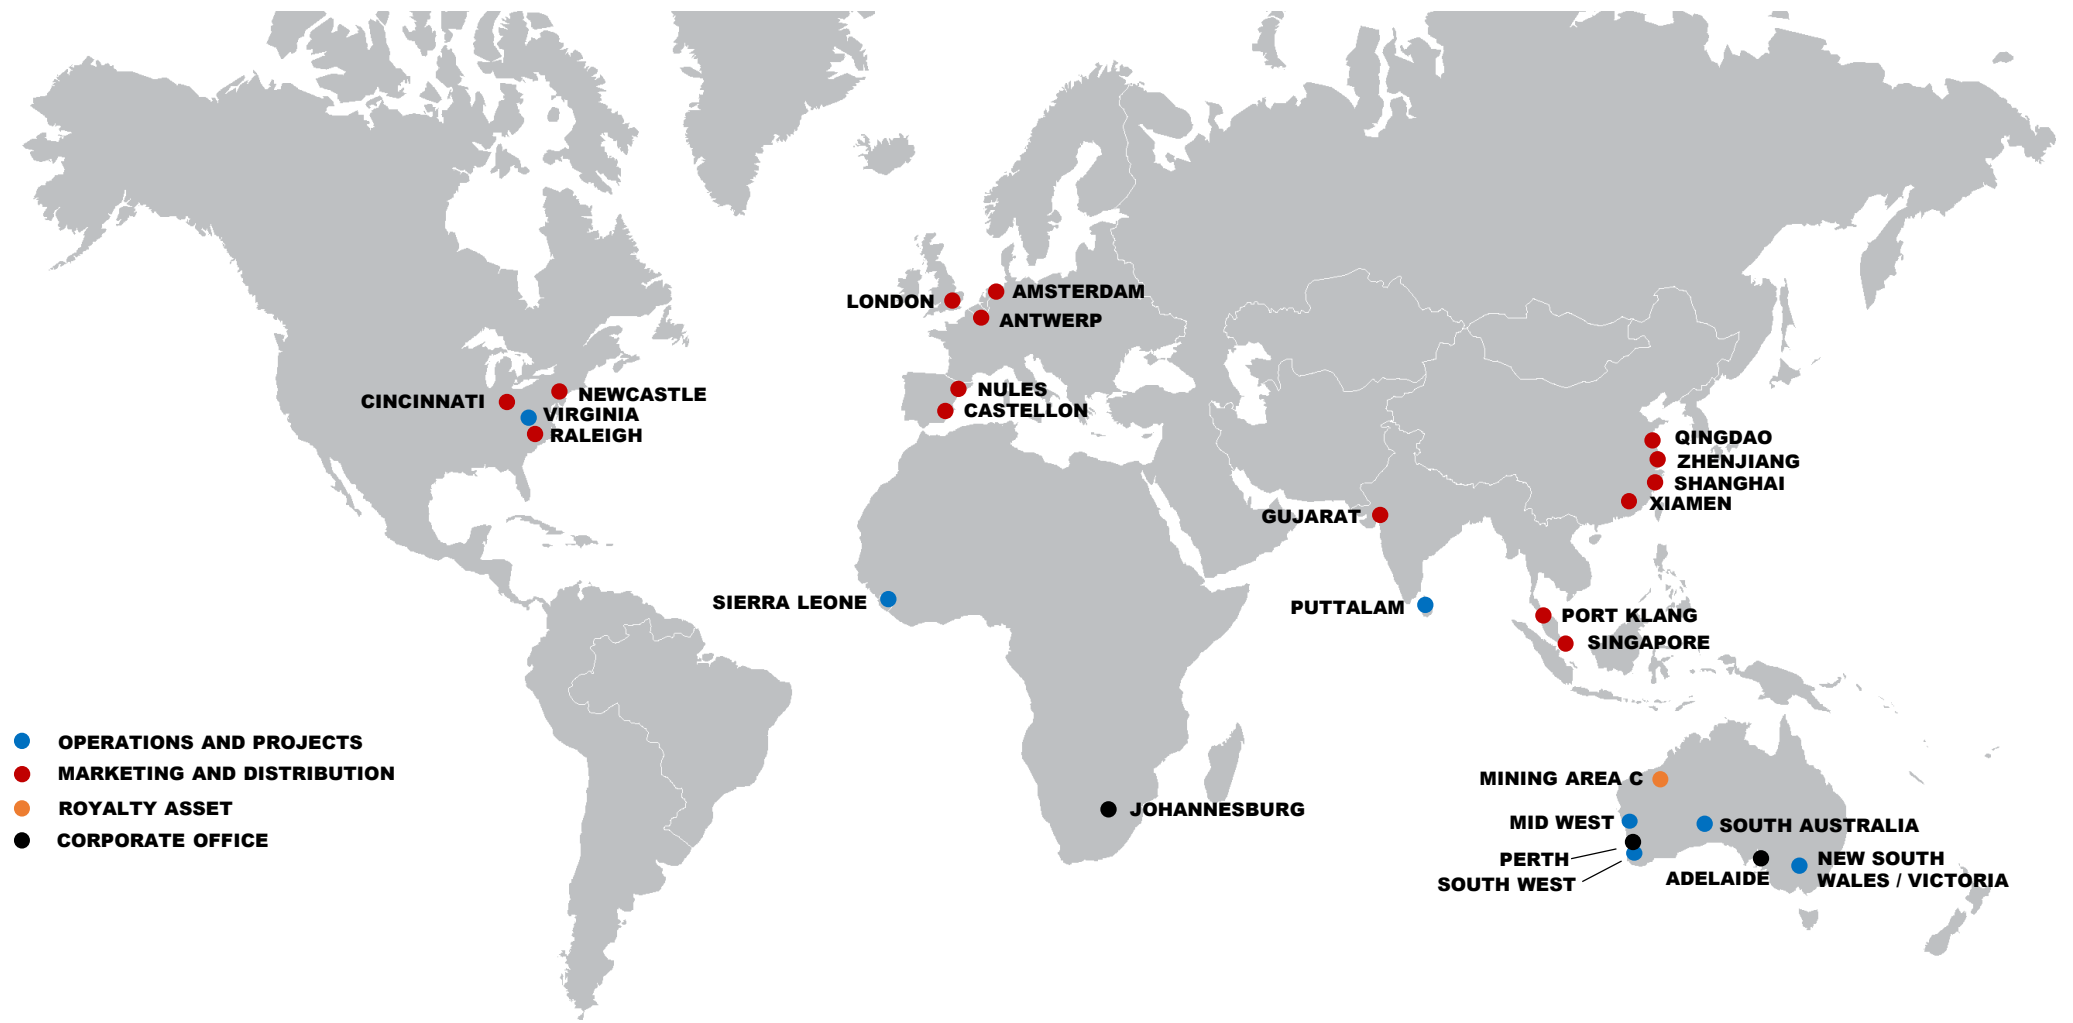 AMSTERDAM
LONDON
ANTWERP
NULES
CASTELLON
CINCINNATI
NEWCASTLE
VIRGINIA
RALEIGH
QINGDAO
ZHENJIANG
SHANGHAI
XIAMEN
GUJARAT
SIERRA LEONE
PUTTALAM
PORT KLANG
SINGAPORE
OPERATIONS AND PROJECTS
MARKETING AND DISTRIBUTION
ROYALTY ASSET
CORPORATE OFFICE
JOHANNESBURG
MINING AREA C
MID WEST
SOUTH AUSTRALIA
PERTH
SOUTH WEST
ADELAIDE
NEW SOUTH
WALES / VICTORIA